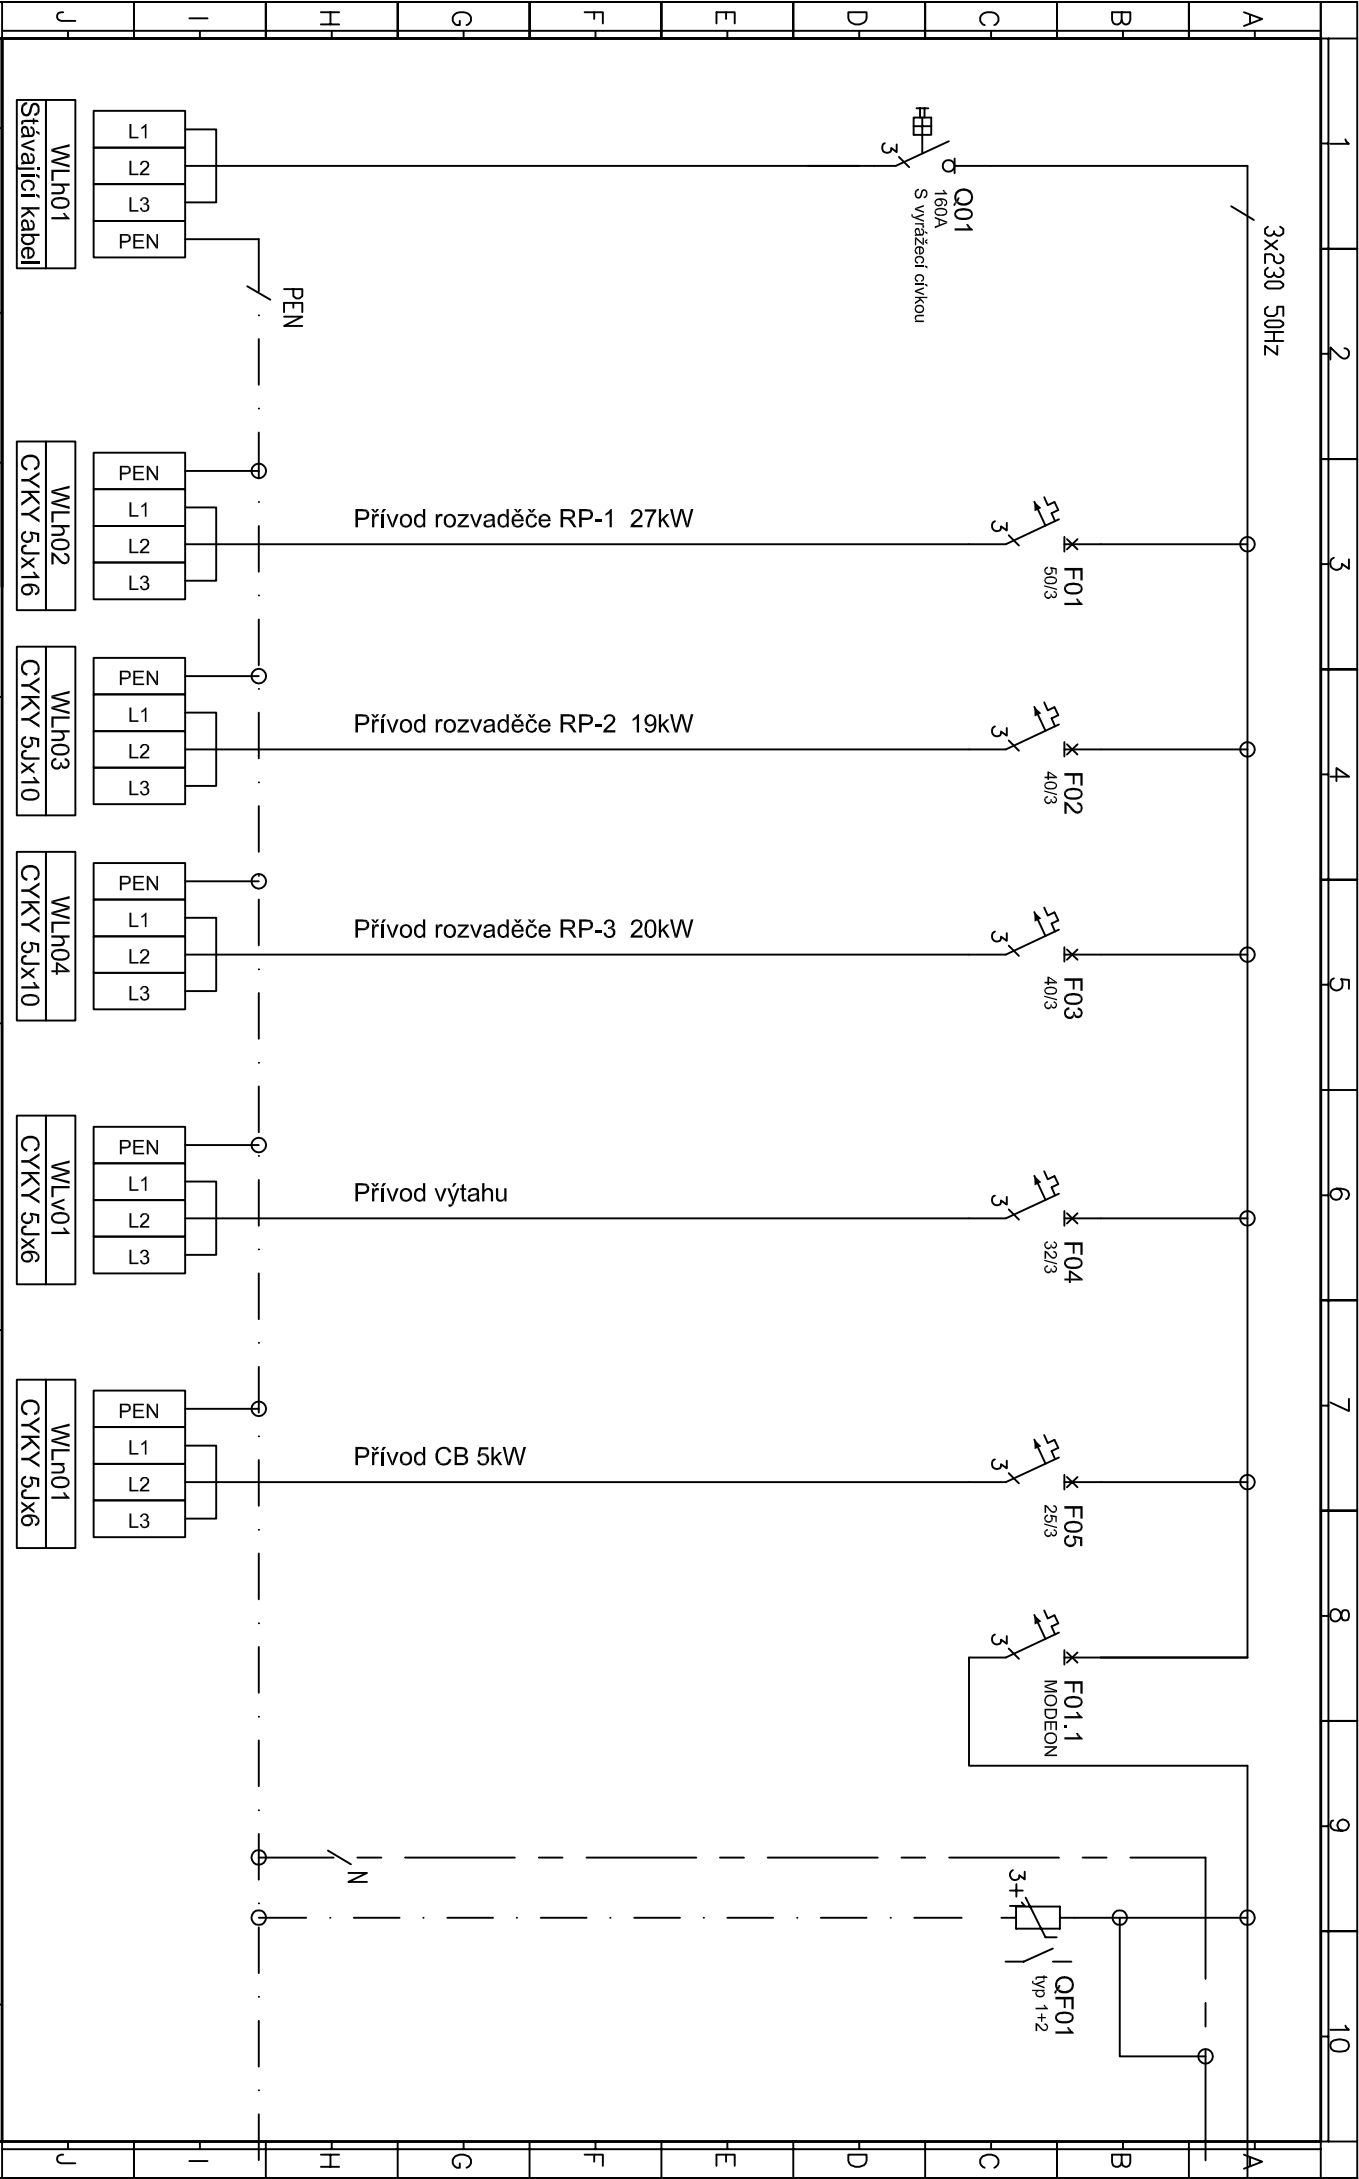 J I H G F E D C B A
1
2
3
4
5
6
7
8
9
10
3x230 50Hz
Q01
160A
S vyrážecí cívkou
3
PEN
L1
L2
L3
PEN
WLh01
Stávající kabel
F01
50/3
3
Přívod rozvaděče RP-1 27kW
PEN
L1
L2
L3
WLh02
CYKY 5Jx16
F02
40/3
3
Přívod rozvaděče RP-2 19kW
PEN
L1
L2
L3
WLh03
CYKY 5Jx10
F03
40/3
3
Přívod rozvaděče RP-3 20kW
PEN
L1
L2
L3
WLh04
CYKY 5Jx10
F04
32/3
3
Přívod výtahu
PEN
L1
L2
L3
WLv01
CYKY 5Jx6
F05
25/3
3
Přívod CB 5kW
PEN
L1
L2
L3
WLn01
CYKY 5Jx6
F01.1
MODEON
3
N
3+
QF01
typ 1+2
J I H G F E D C B A